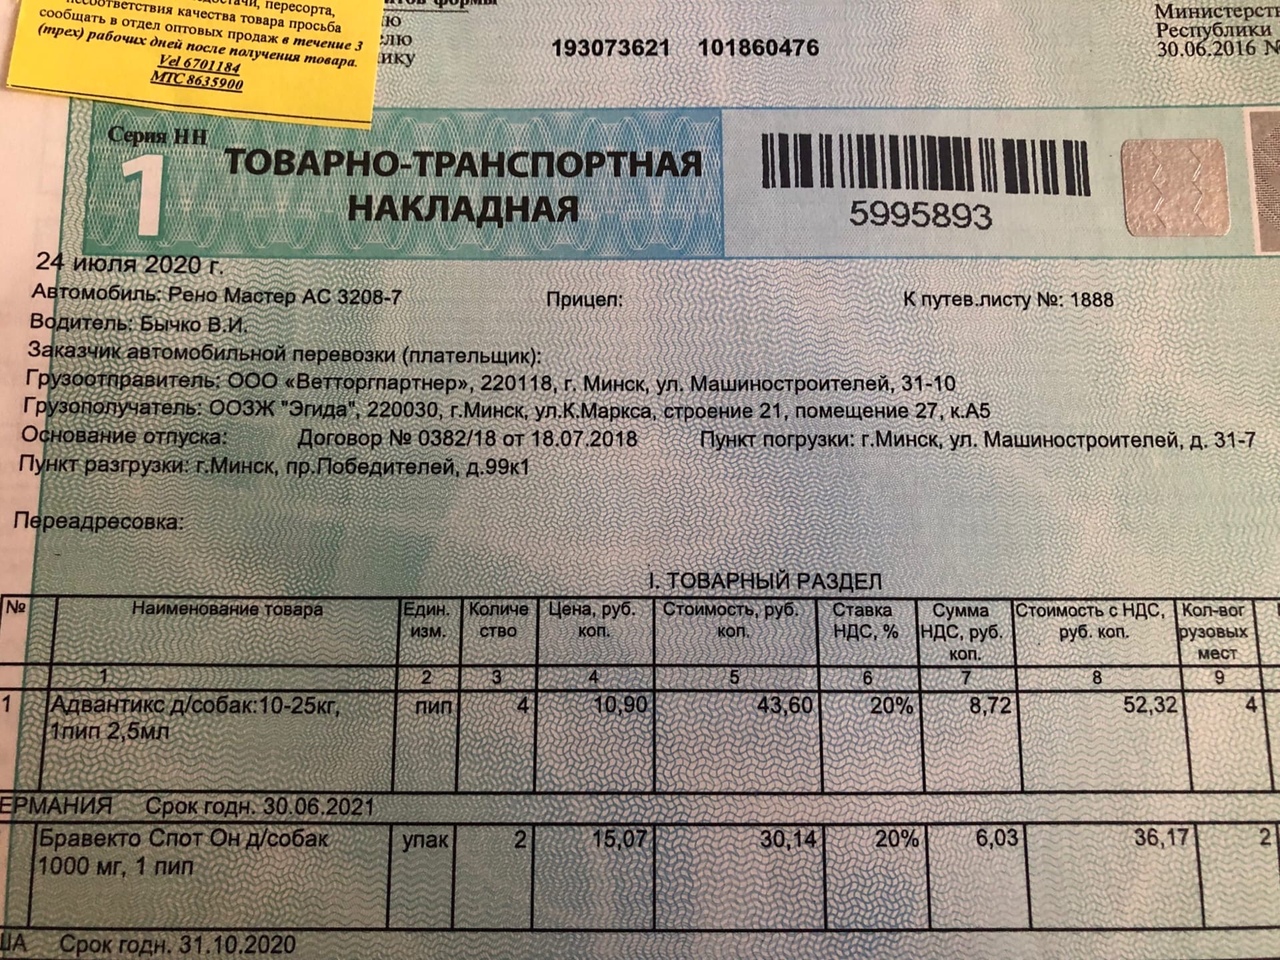 пересорта,
несоответствия качества товара просьба
сообщать в отдел оптовых продаж в течение 3
(трех) рабочих дней после получения товара.
Vel 6701184
МТС 8635900
формы
193073621 101860476
Республики
30.06.2016 №
Серия НН
1
ТОВАРНО-ТРАНСПОРТНАЯ
НАКЛАДНАЯ
5995893
24 июля 2020 г.
Автомобиль: Рено Мастер АС 3208-7 Прицеп: К путев.листу №: 1888
Водитель: Бычко В.И.
Заказчик автомобильной перевозки (плательщик):
Грузоотправитель: ООО «Ветторгпартнер», 220118, г. Минск, ул. Машиностроителей, 31-10
Грузополучатель: ООЗЖ "Эгида", 220030, г.Минск, ул.К.Маркса, строение 21, помещение 27, к.А5
Основание отпуска: Договор № 0382/18 от 18.07.2018 Пункт погрузки: г.Минск, ул. Машиностроителей, д. 31-7
Пункт разгрузки: г.Минск, пр.Победителей, д.99к1
Переадресовка:
I. ТОВАРНЫЙ РАЗДЕЛ
№ Наименование товара Един. Количе Цена, руб. Стоимость, руб. Ставка Сумма Стоимость с НДС, Кол-вог
изм. ство коп. коп. НДС, % НДС, руб. руб. коп. рузовых
коп. мест
1 2 3 4 5 6 7 8 9
1 Адвантикс д/собак:10-25кг, пип 4 10,90 43,60 20% 8,72 52,32 4
1пип 2,5мл
ЕРМАНИЯ Срок годн. 30.06.2021
Бравекто Спот Он д/собак упак 2 15,07 30,14 20% 6,03 36,17 2
1000 мг, 1 пип
ША Срок годн. 31.10.2020